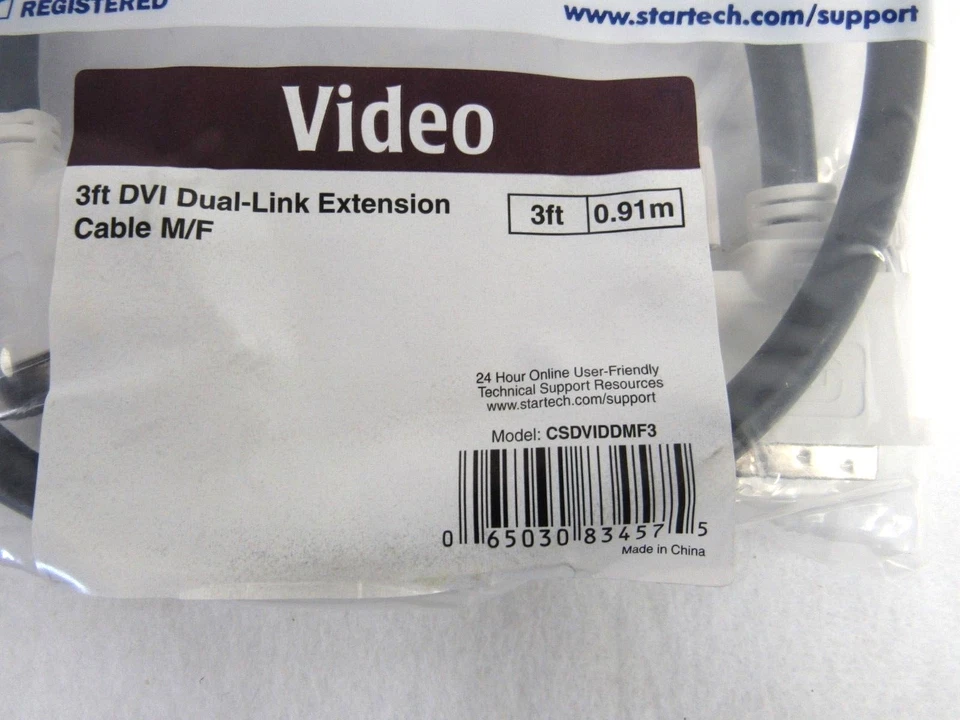 REGISTERED
www.startech.com/support
Video
3ft DVI Dual-Link Extension
Cable M/F
3ft 0.91m
24 Hour Online User-Friendly
Technical Support Resources
www.startech.com/support
Model: CSDVIDDMF3
0 65030 83457 5
Made in China